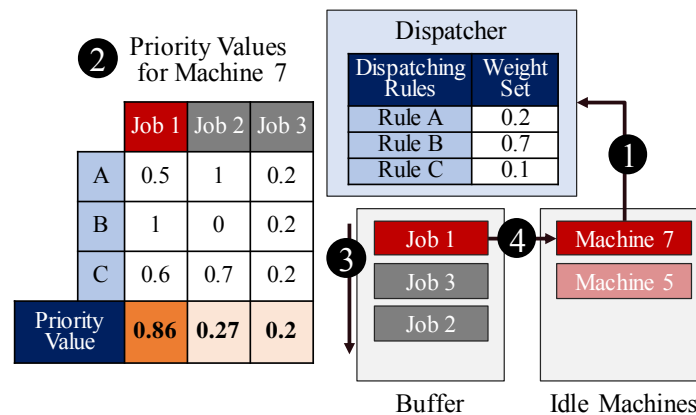 2 Priority Values
for Machine 7
Job 1 Job 2 Job 3
A 0.5 1 0.2
B 1 0 0.2
C 0.6 0.7 0.2
Priority
Value
0.86 0.27 0.2
Dispatcher
Dispatching
Rules
Weight
Set
Rule A 0.2
Rule B 0.7
Rule C 0.1
1
3
Job 1
Job 3
Job 2
Buffer
4
Machine 7
Machine 5
Idle Machines